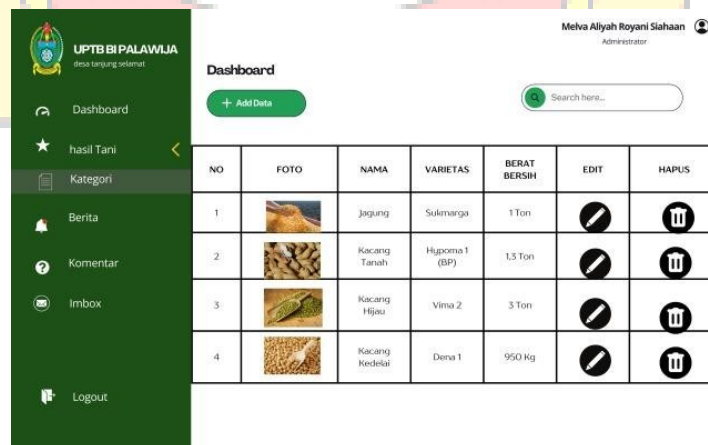 UPTB BI PALAWIJA
desa tanjung selamat
Melva Aliyah Royani Siahaan
Administrator
Dashboard
+ Add Data
Search here...
Dashboard
hasil Tani
Kategori
Berita
Komentar
Imbox
Logout
NO FOTO NAMA VARIETAS BERAT BERSIH EDIT HAPUS
1 Jagung Sukmarga 1 Ton
2 Kacang Tanah Hypoma 1 (BP) 1,3 Ton
3 Kacang Hijau Vima 2 3 Ton
4 Kacang Kedelai Dena 1 950 Kg